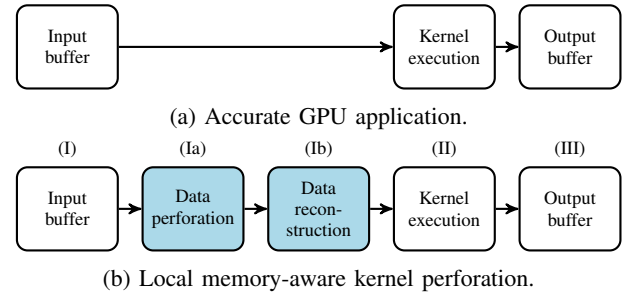 Input
buffer
Kernel
execution
Output
buffer
(a) Accurate GPU application.
(I)
(Ia)
(Ib)
(II)
(III)
Input
buffer
Data
perforation
Data
recon-
struction
Kernel
execution
Output
buffer
(b) Local memory-aware kernel perforation.